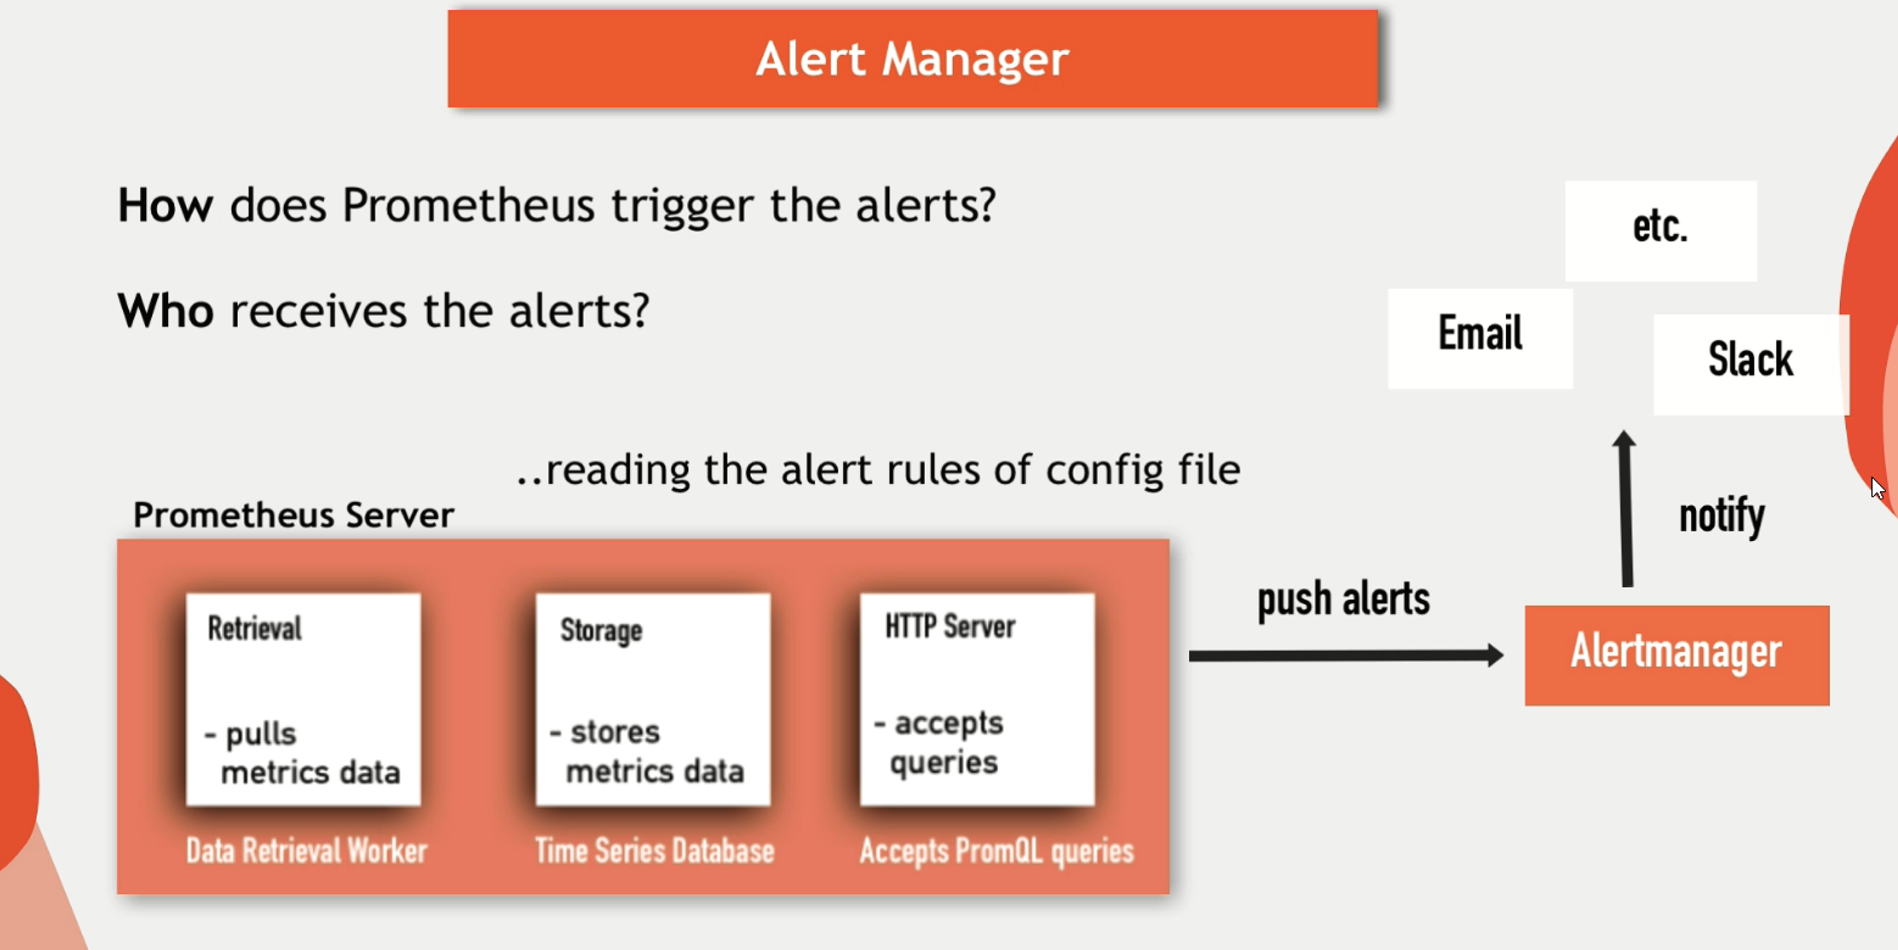 Alert Manager
How does Prometheus trigger the alerts?
Who receives the alerts?
etc.
Email
Slack
..reading the alert rules of config file
notify
Prometheus Server
Retrieval
- pulls
metrics data
Data Retrieval Worker
Storage
- stores
metrics data
Time Series Database
HTTP Server
- accepts
queries
Accepts PromQL queries
push alerts
Alertmanager